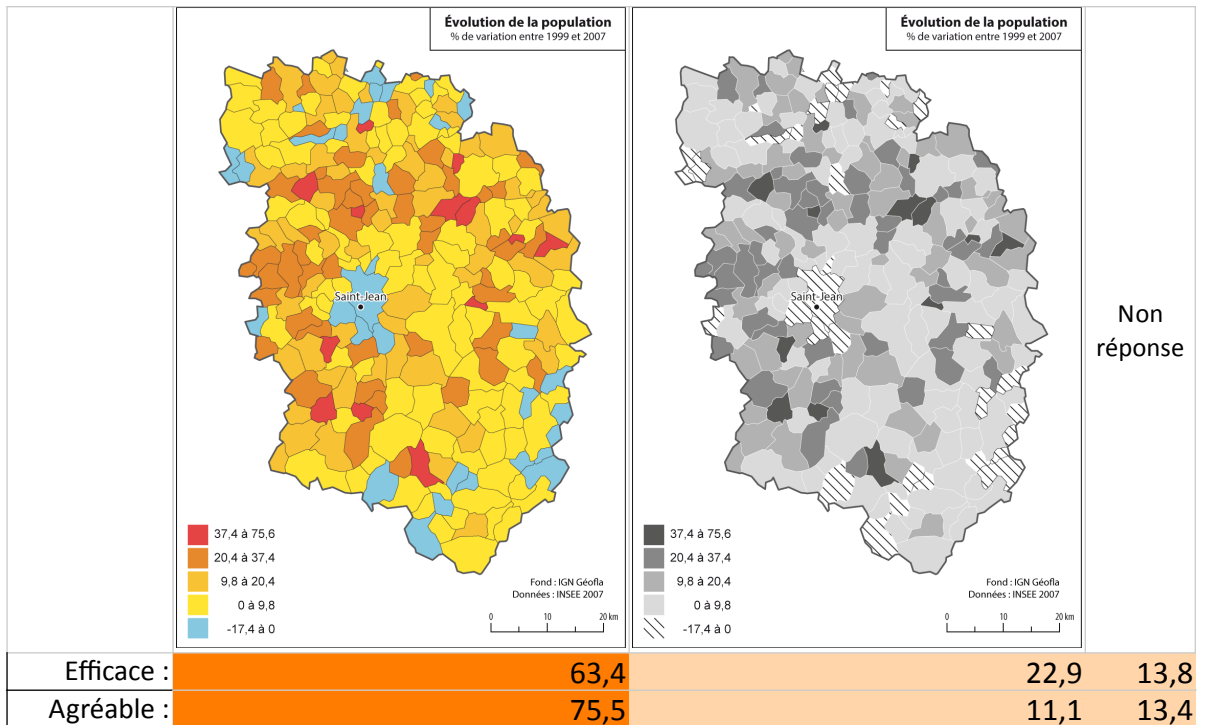 Évolution de la population
% de variation entre 1999 et 2007
Saint-Jean
37,4 à 75,6
20,4 à 37,4
9,8 à 20,4
0 à 9,8
-17,4 à 0
Fond : IGN Géofla
Données : INSEE 2007
0 10 20 km
Évolution de la population
% de variation entre 1999 et 2007
Saint-Jean
37,4 à 75,6
20,4 à 37,4
9,8 à 20,4
0 à 9,8
-17,4 à 0
Fond : IGN Géofla
Données : INSEE 2007
0 10 20 km
Non
réponse
Efficace : 63,4 22,9 13,8
Agréable : 75,5 11,1 13,4